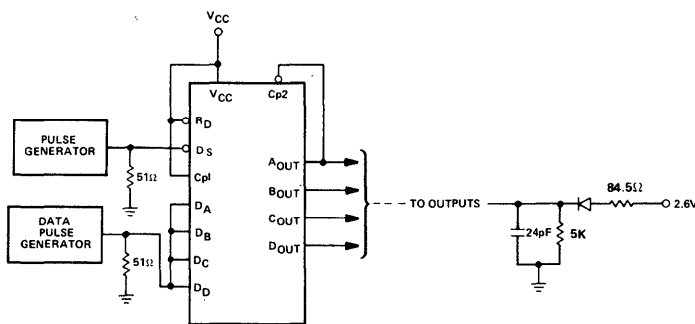 VCC
VCC
Cp2
RD
PULSE
GENERATOR
DS
51Ω
Cp1
AOUT
84.5Ω
DA
BOUT
TO OUTPUTS
2.6V
DATA
PULSE
GENERATOR
DB
COUT
24pF
5K
DC
DOUT
51Ω
DD